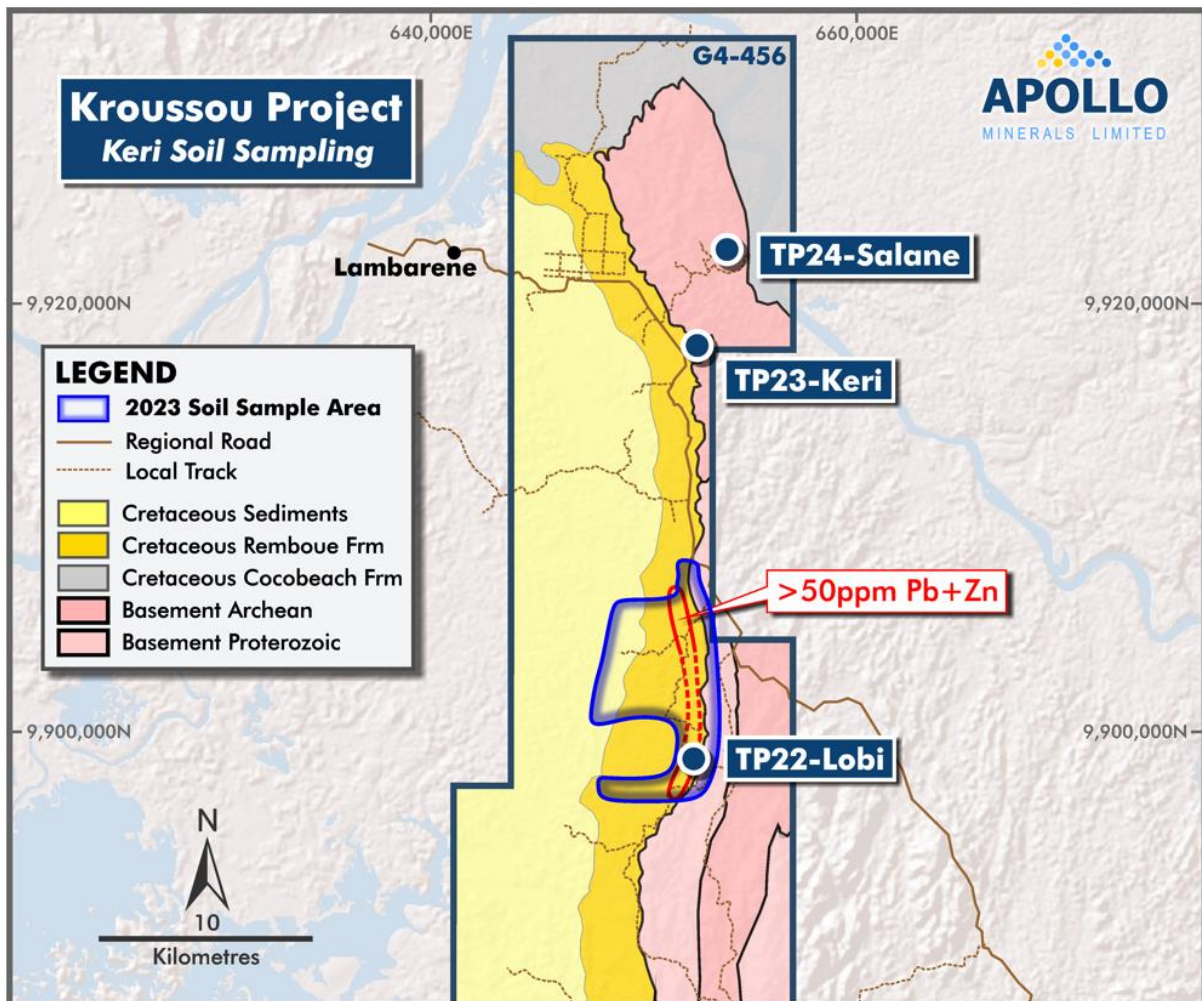 640,000E
660,000E
G4-456
Kroussou Project
Keri Soil Sampling
APOLLO
MINERALS LIMITED
TP24-Salane
Lambarene
9,920,000N
9,920,000N
TP23-Keri
LEGEND
2023 Soil Sample Area
Regional Road
Local Track
Cretaceous Sediments
Cretaceous Remboue Frm
Cretaceous Cocobeach Frm
Basement Archean
Basement Proterozoic
>50ppm Pb+Zn
9,900,000N
9,900,000N
TP22-Lobi
N
10
Kilometres